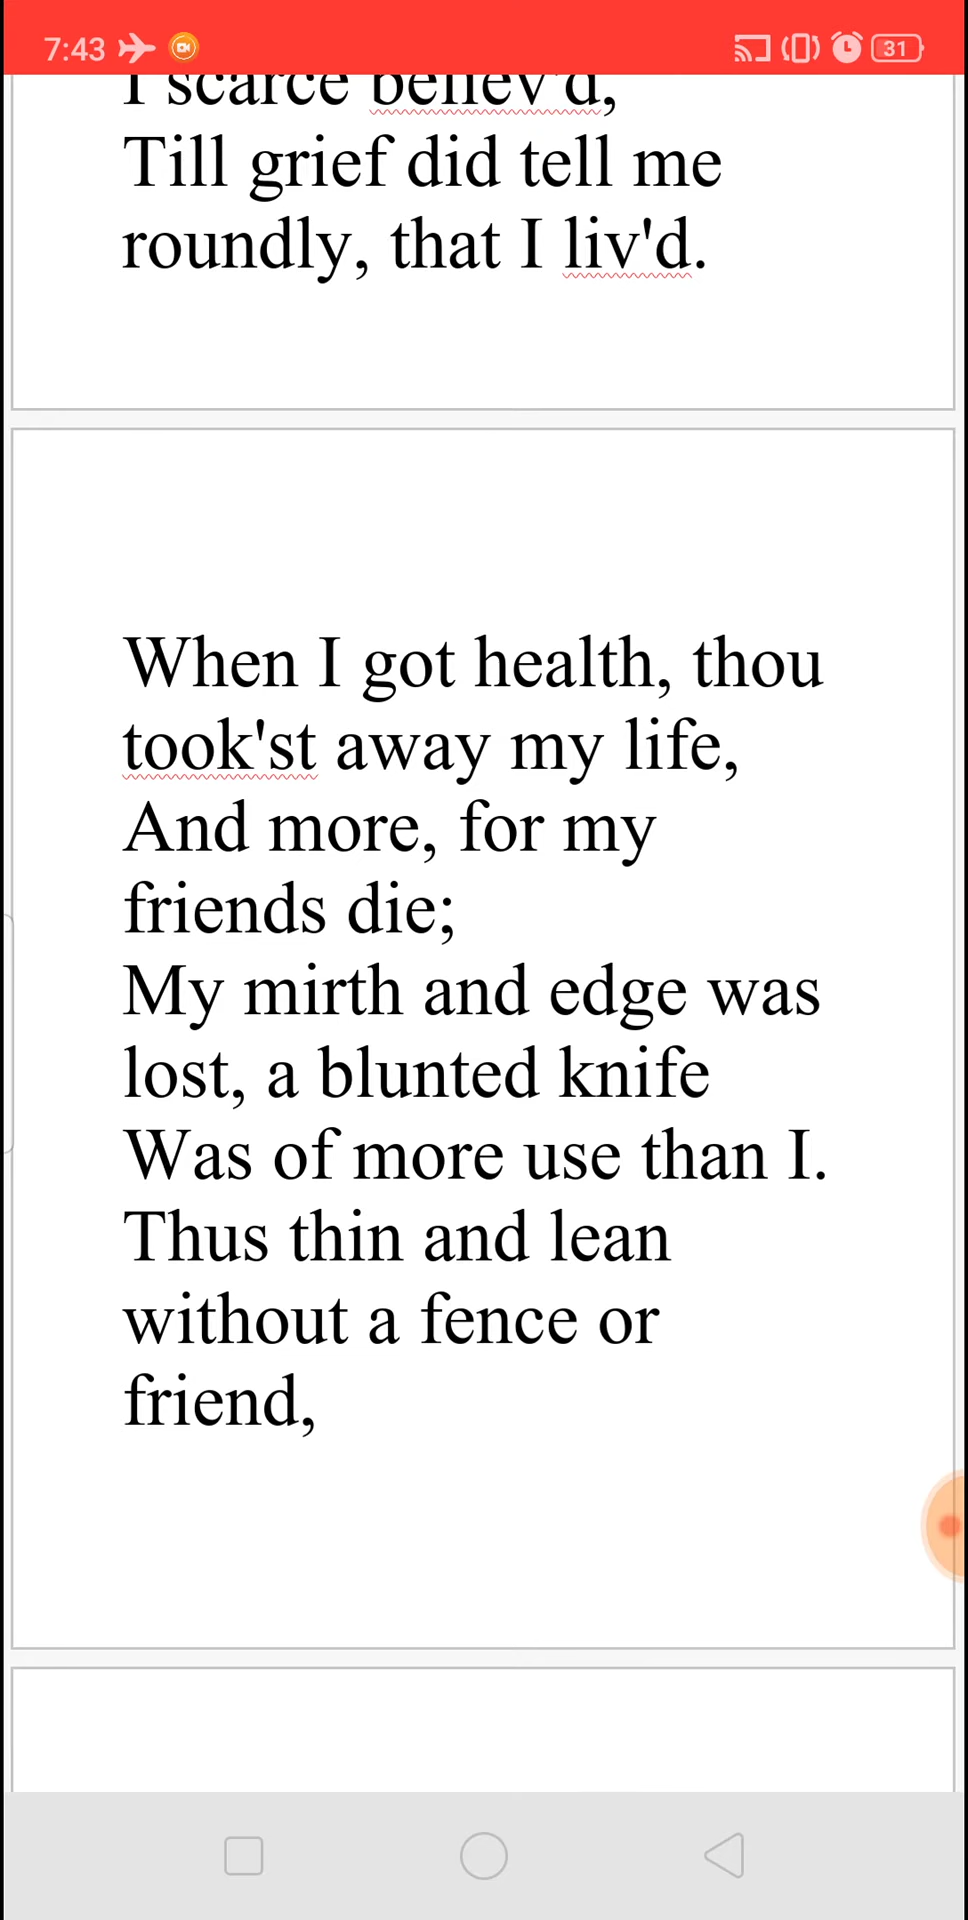 7:43
31
I scarce believ'd,
Till grief did tell me
roundly, that I liv'd.
When I got health, thou
took'st away my life,
And more, for my
friends die;
My mirth and edge was
lost, a blunted knife
Was of more use than I.
Thus thin and lean
without a fence or
friend,